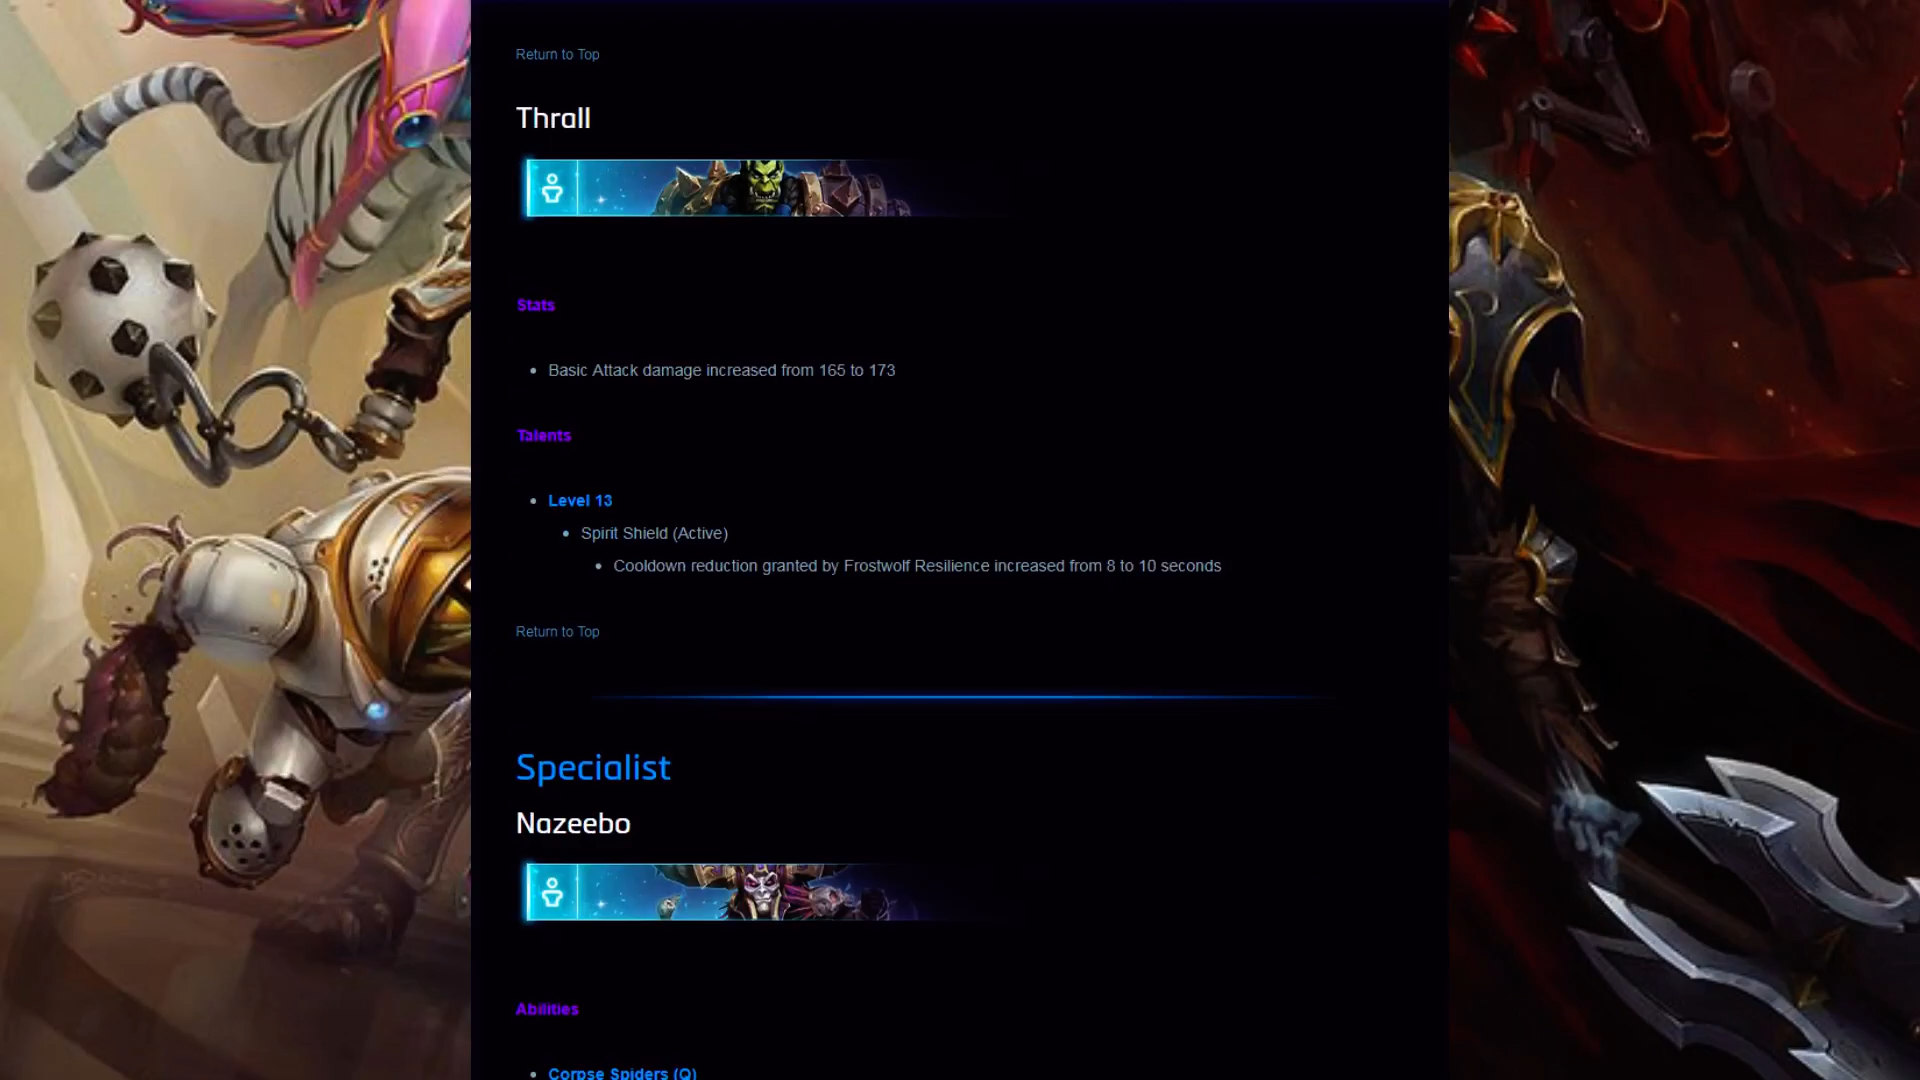 Return to Top
Thrall
Stats
Basic Attack damage increased from 165 to 173
Talents
Level 13
Spirit Shield (Active)
Cooldown reduction granted by Frostwolf Resilience increased from 8 to 10 seconds
Return to Top
Specialist
Nazeebo
Abilities
Corpse Spiders (Q)